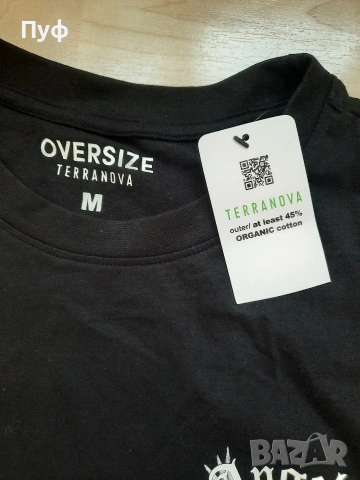 Пуф
OVERSIZE
TERRANOVA
M
TERRANOVA
outer/ at least 45%
ORGANIC cotton
BAZAR